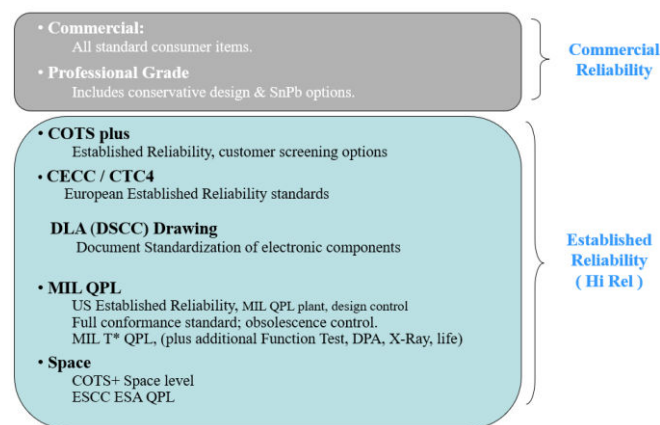 • Commercial:
All standard consumer items.
• Professional Grade
Includes conservative design & SnPb options.
Commercial
Reliability
• COTS plus
Established Reliability, customer screening options
• CECC / CTC4
European Established Reliability standards
DLA (DSCC) Drawing
Document Standardization of electronic components
• MIL QPL
US Established Reliability, MIL QPL plant, design control
Full conformance standard; obsolescence control.
MIL T* QPL, (plus additional Function Test, DPA, X-Ray, life)
• Space
COTS+ Space level
ESCC ESA QPL
Established
Reliability
( Hi Rel )